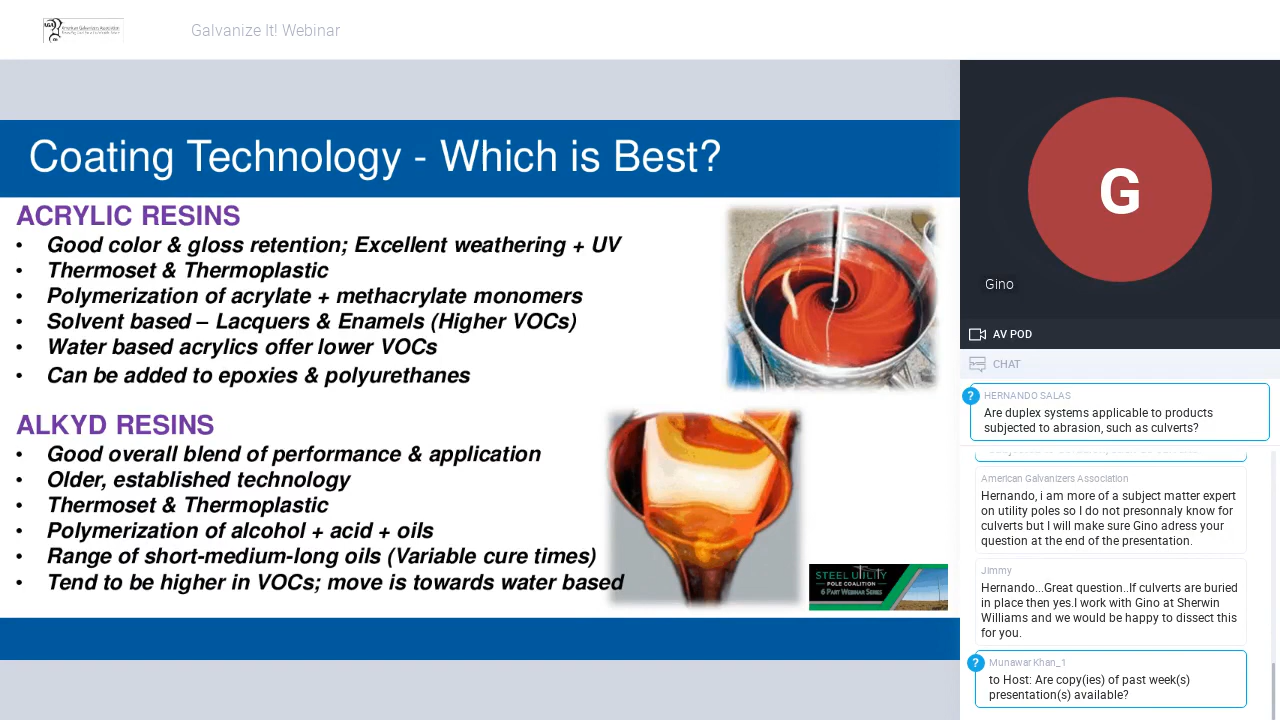 AGA
American Galvanizers Association
Galvanize It! Webinar
Coating Technology - Which is Best?
ACRYLIC RESINS
• Good color & gloss retention; Excellent weathering + UV
• Thermoset & Thermoplastic
• Polymerization of acrylate + methacrylate monomers
• Solvent based – Lacquers & Enamels (Higher VOCs)
• Water based acrylics offer lower VOCs
• Can be added to epoxies & polyurethanes
ALKYD RESINS
• Good overall blend of performance & application
• Older, established technology
• Thermoset & Thermoplastic
• Polymerization of alcohol + acid + oils
• Range of short-medium-long oils (Variable cure times)
• Tend to be higher in VOCs; move is towards water based
STEEL UTILITY
POLE COALITION
6 PART WEBINAR SERIES
G
Gino
AV POD
CHAT
?
HERNANDO SALAS
Are duplex systems applicable to products
subjected to abrasion, such as culverts?
American Galvanizers Association
Hernando, i am more of a subject matter expert
on utility poles so I do not presonnaly know for
culverts but I will make sure Gino adress your
question at the end of the presentation.
Jimmy
Hernando...Great question..If culverts are buried
in place then yes.I work with Gino at Sherwin
Williams and we would be happy to dissect this
for you.
?
Munawar Khan_1
to Host: Are copy(ies) of past week(s)
presentation(s) available?